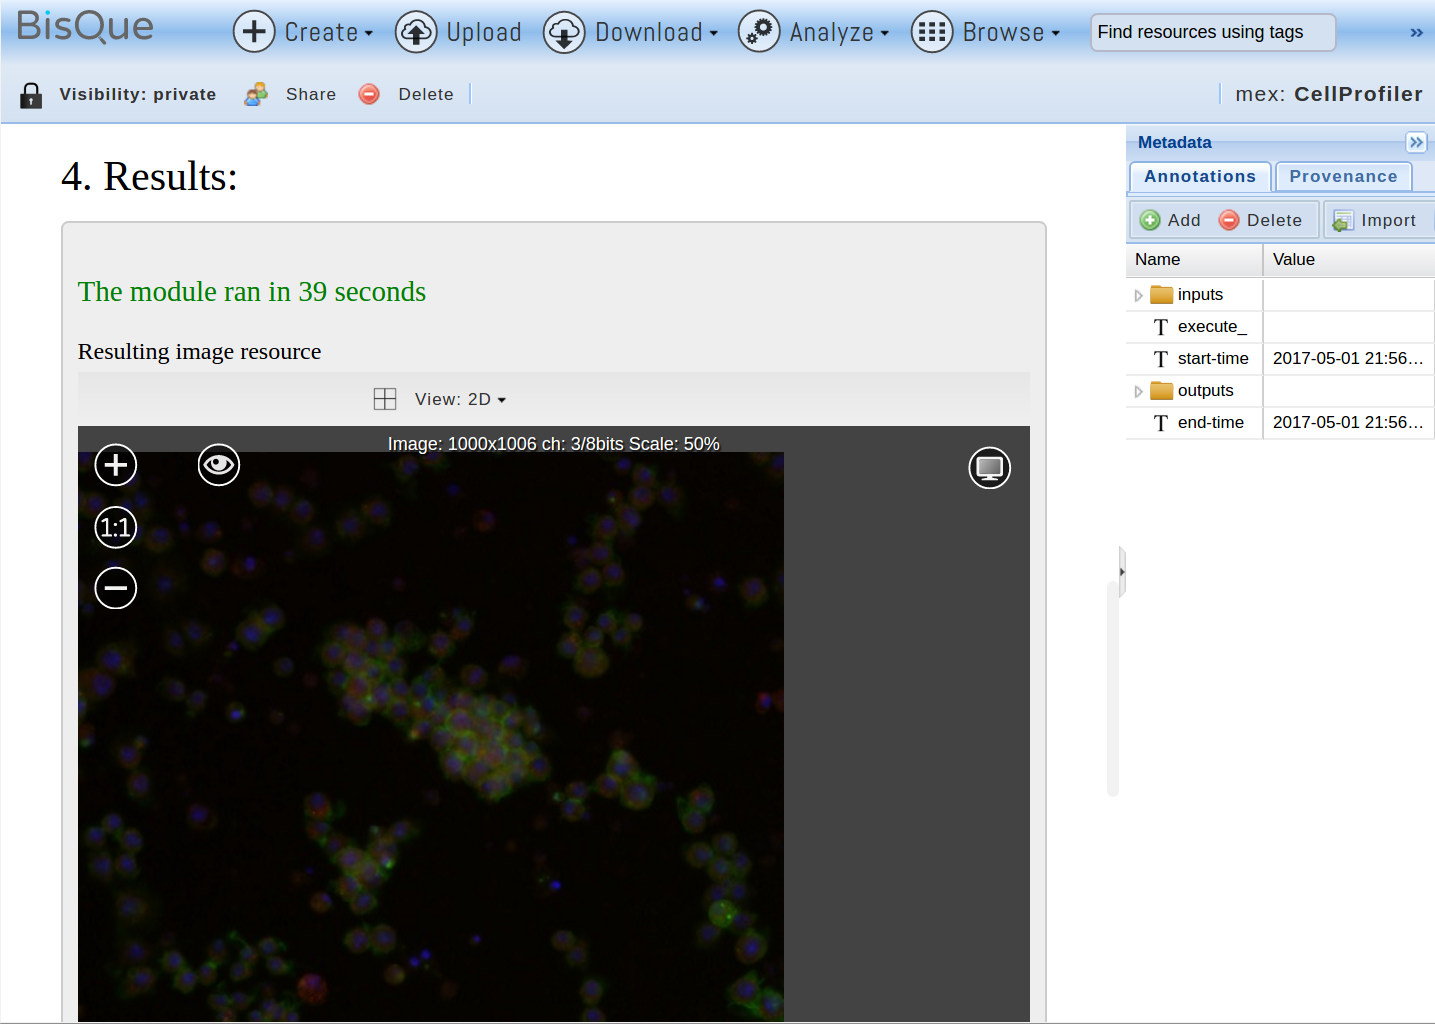 BisQue
Create
Upload
Download
Analyze
Browse
Find resources using tags
Visibility: private
Share
Delete
mex: CellProfiler
4. Results:
The module ran in 39 seconds
Resulting image resource
View: 2D
Image: 1000x1006 ch: 3/8bits Scale: 50%
1:1
Metadata
Annotations
Provenance
Add
Delete
Import
Name Value
inputs
T execute_
T start-time 2017-05-01 21:56...
outputs
T end-time 2017-05-01 21:56...